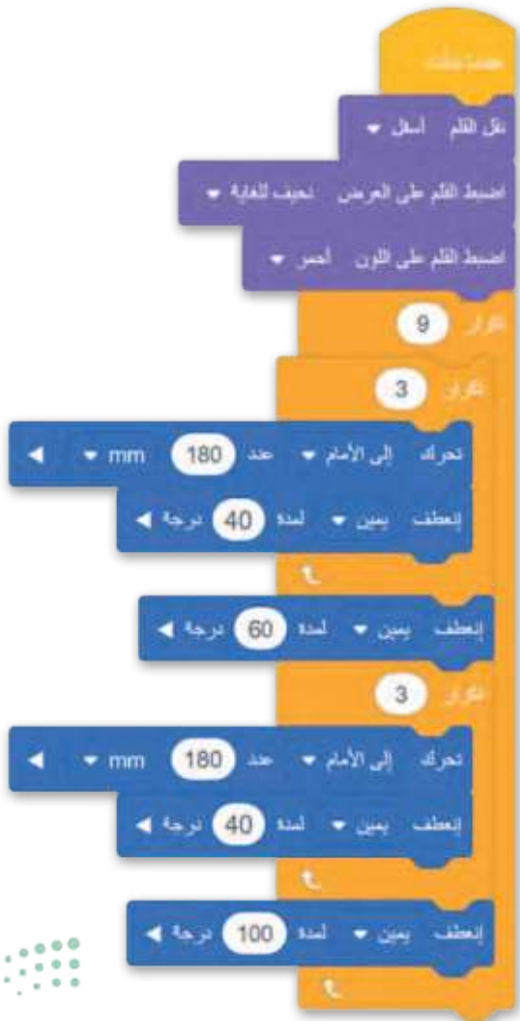 عندما بدأت
نقل القلم أسفل
اضبط القلم على العرض نحيف للغاية
اضبط القلم على اللون أحمر
تكرار 9
تكرار 3
تحرك إلى الأمام عدد 180 mm
إنعطف يمين لمدة 40 درجة
إنعطف يمين لمدة 60 درجة
تكرار 3
تحرك إلى الأمام عدد 180 mm
إنعطف يمين لمدة 40 درجة
إنعطف يمين لمدة 100 درجة